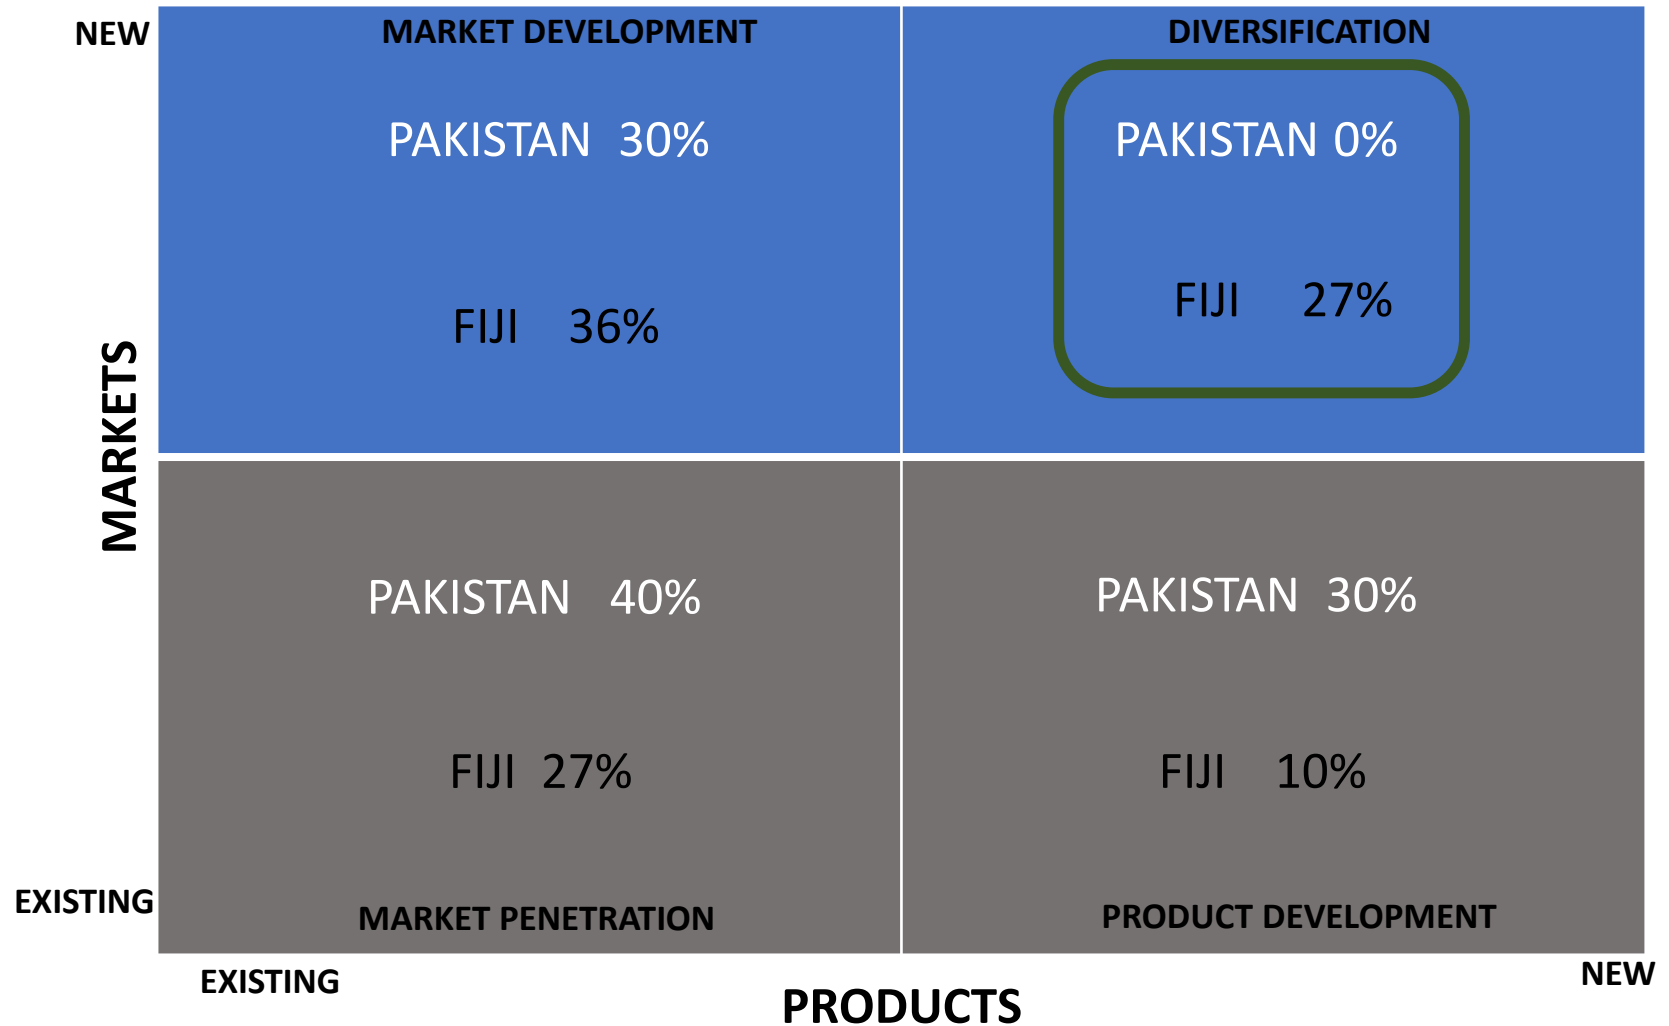 NEW
MARKET DEVELOPMENT
DIVERSIFICATION
PAKISTAN 30%
PAKISTAN 0%
FIJI 36%
FIJI 27%
MARKETS
PAKISTAN 40%
PAKISTAN 30%
FIJI 27%
FIJI 10%
EXISTING
MARKET PENETRATION
PRODUCT DEVELOPMENT
EXISTING
NEW
PRODUCTS